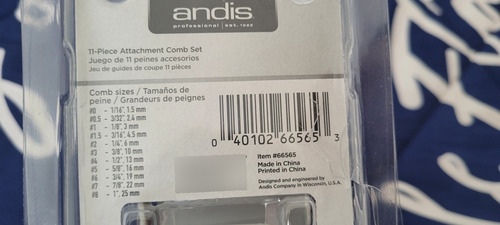 andis
professional | est. 1922
11-Piece Attachment Comb Set
Juego de 11 peines accesorios
Jeu de guides de coupe 11 pièces
Comb sizes / Tamaños de
peine / Grandeurs de peignes
#0 - 1/16", 1.5 mm
#0.5 - 3/32", 2.4 mm
#1 - 1/8", 3 mm
#1.5 - 3/16", 4.5 mm
#2 - 1/4", 6 mm
#3 - 3/8", 10 mm
#4 - 1/2", 13 mm
#5 - 5/8", 16 mm
#6 - 3/4", 19 mm
#7 - 7/8", 22 mm
#8 - 1", 25 mm
0 40102 66565 3
Item #66565
Made in China
Printed in China
Designed and engineered by
Andis Company in Wisconsin, U.S.A.